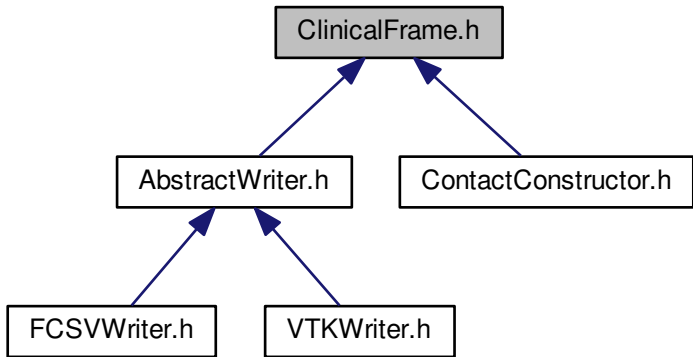 ClinicalFrame.h
AbstractWriter.h
ContactConstructor.h
FCSVWriter.h
VTKWriter.h